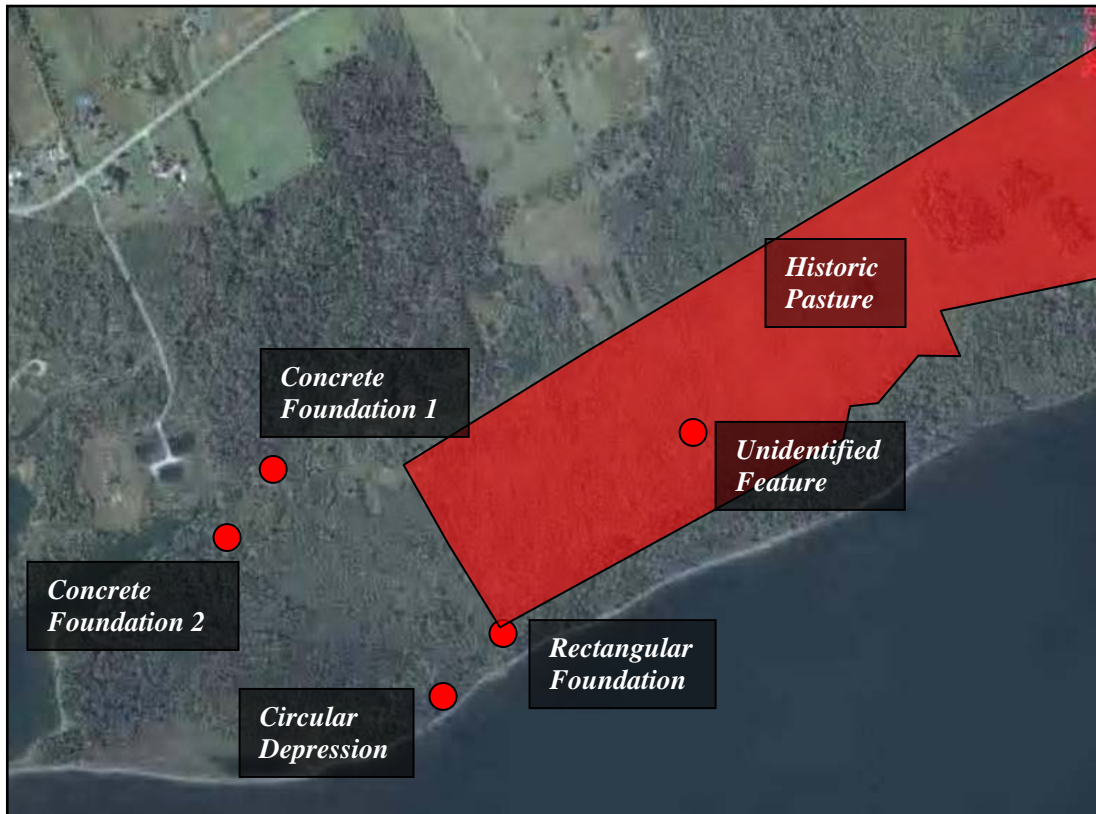 Historic
Pasture
Concrete
Foundation 1
Unidentified
Feature
Concrete
Foundation 2
Rectangular
Foundation
Circular
Depression